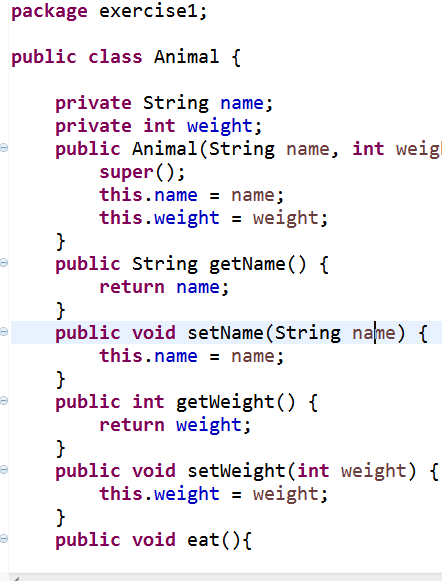 package exercise1;
public class Animal {
private String name;
private int weight;
public Animal(String name, int weigh
super();
this.name = name;
this.weight = weight;
}
public String getName() {
return name;
}
public void setName(String name) {
this.name = name;
}
public int getWeight() {
return weight;
}
public void setWeight(int weight) {
this.weight = weight;
}
public void eat(){